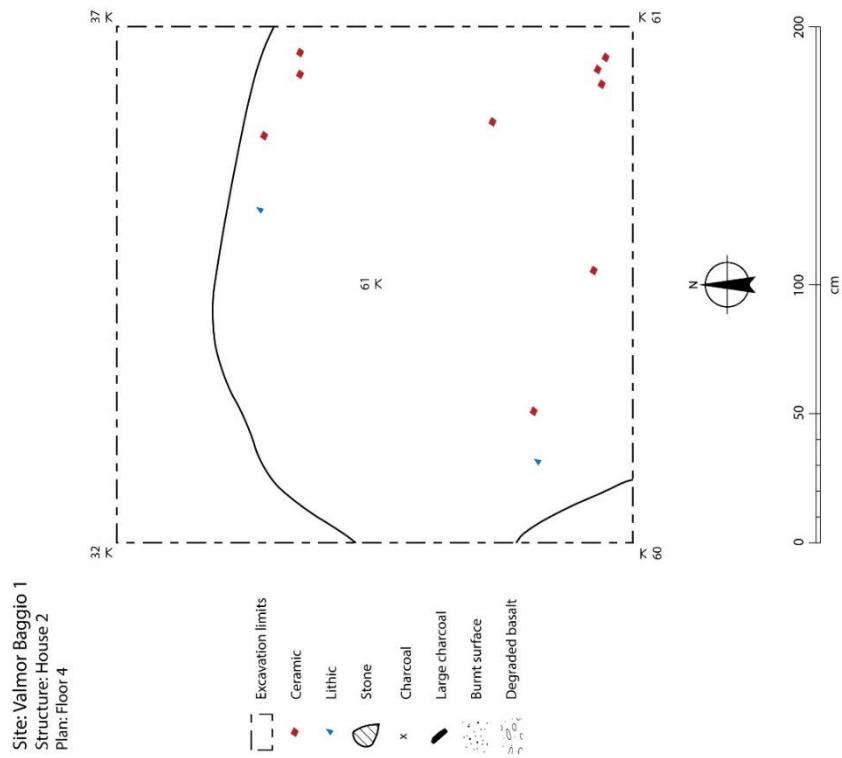 Site: Valmor Baggio 1
Structure: House 2
Plan: Floor 4
Excavation limits
Ceramic
Lithic
Stone
x Charcoal
Large charcoal
Burnt surface
Degraded basalt
37 K
K 61
61 K
32 K
K 60
N
0
50
100
200
cm